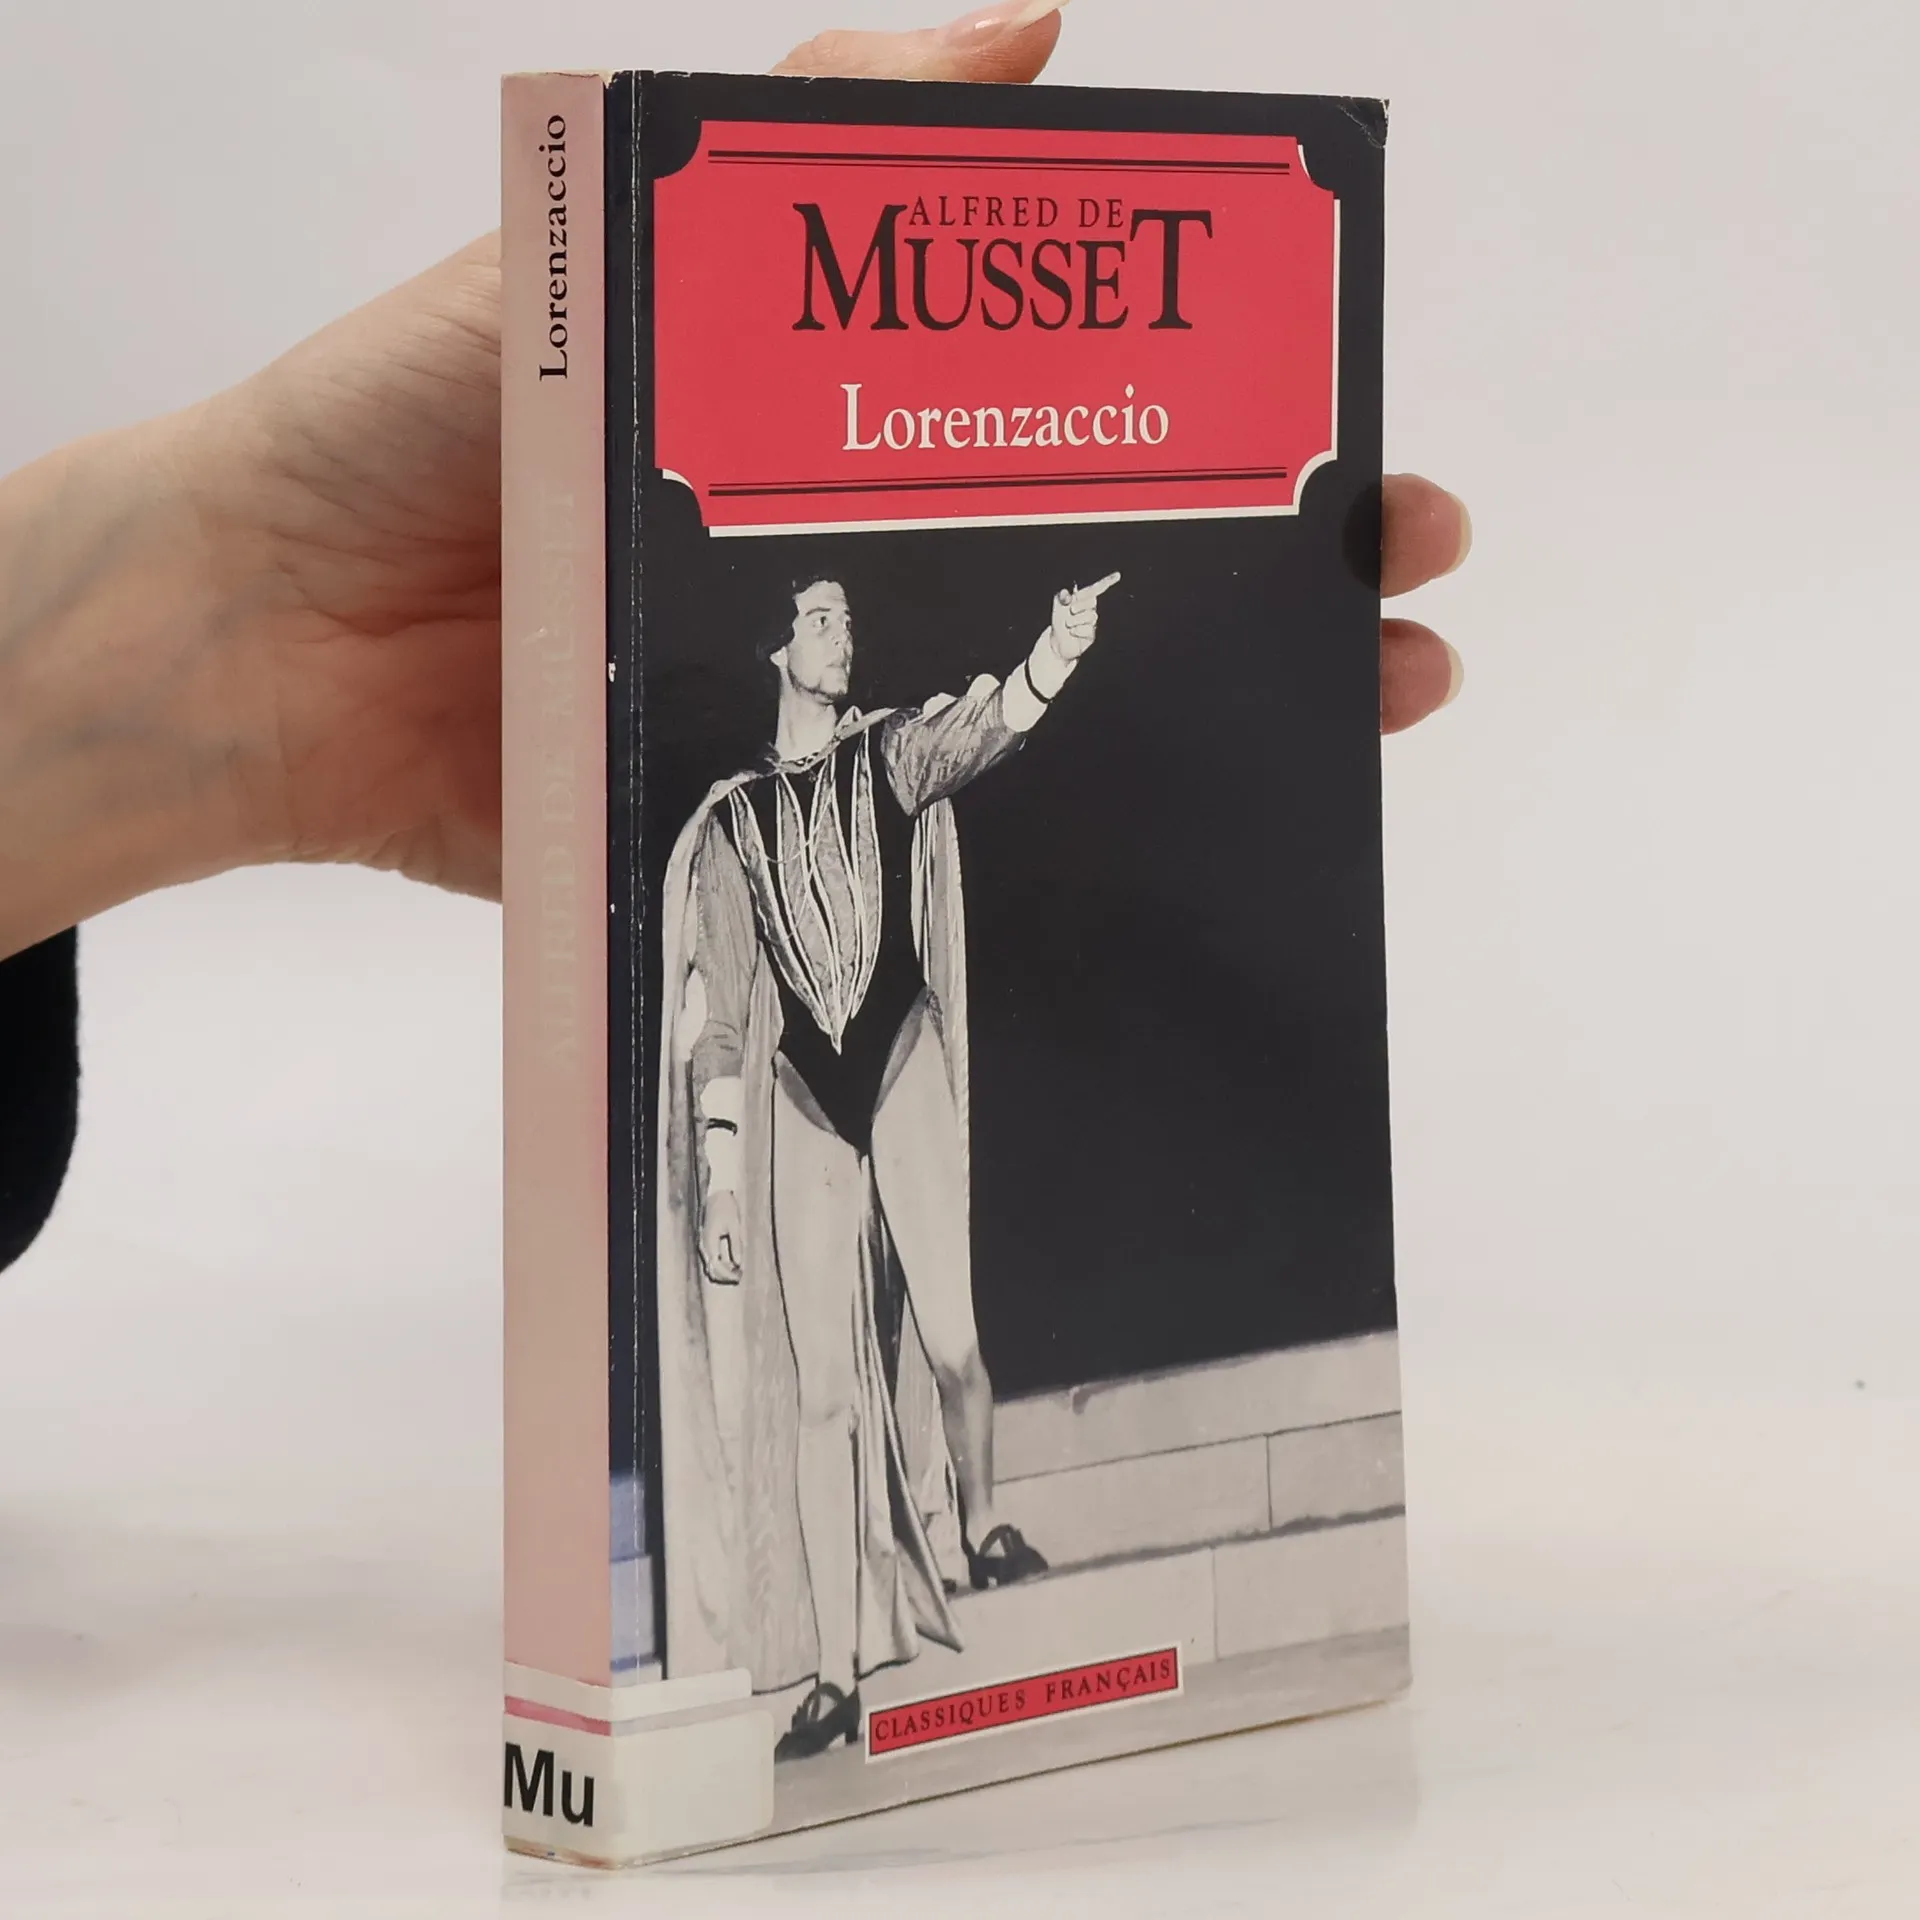 Lorenzaccio
ALFRED DE MUSSET
Mu
ALFRED DE
MUSSET
Lorenzaccio
CLASSIQUES FRANÇAIS